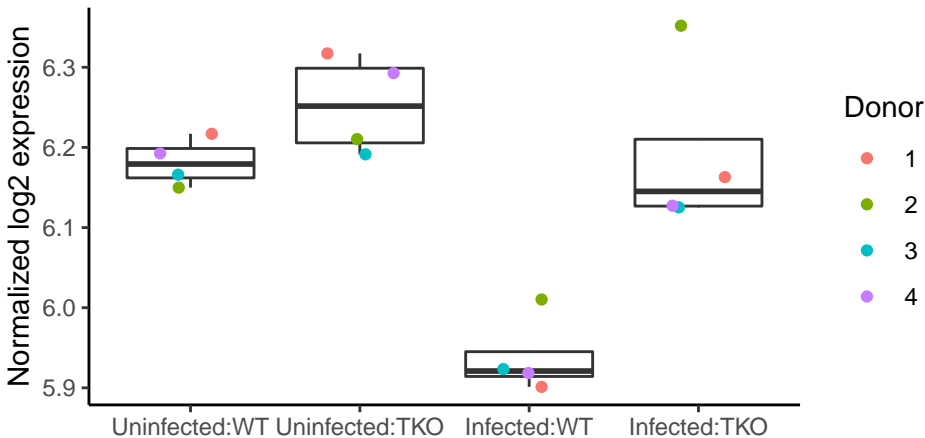 Normalized log2 expression
6.3
6.2
6.1
6.0
5.9
Uninfected:WT
Uninfected:TKO
Infected:WT
Infected:TKO
Donor
1
2
3
4